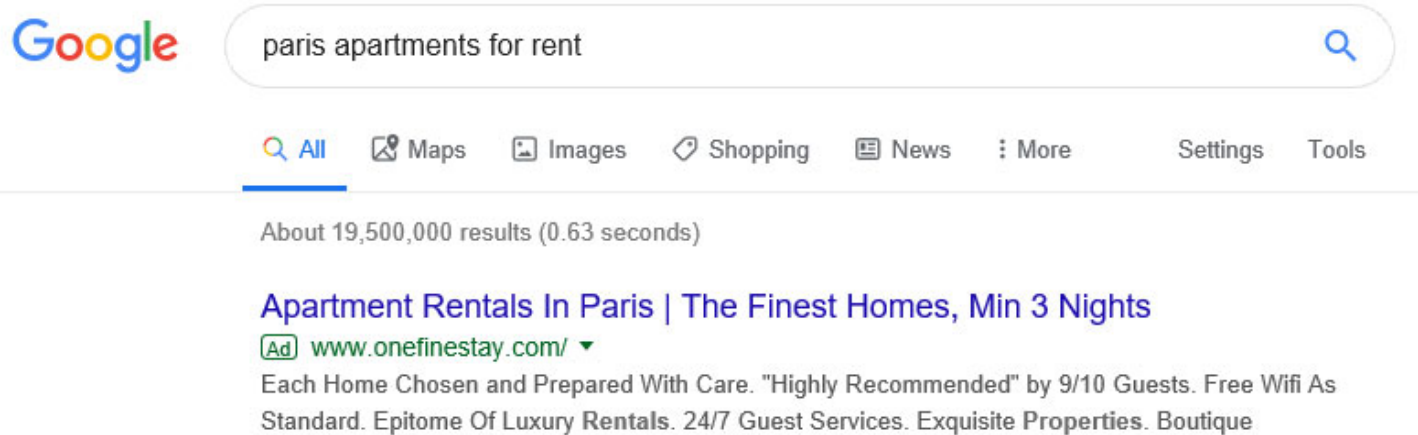 Google paris apartments for rent
All Maps Images Shopping News More Settings Tools
About 19,500,000 results (0.63 seconds)
Apartment Rentals In Paris | The Finest Homes, Min 3 Nights
Ad www.onefinestay.com/
Each Home Chosen and Prepared With Care. "Highly Recommended" by 9/10 Guests. Free Wifi As
Standard. Epitome Of Luxury Rentals. 24/7 Guest Services. Exquisite Properties. Boutique